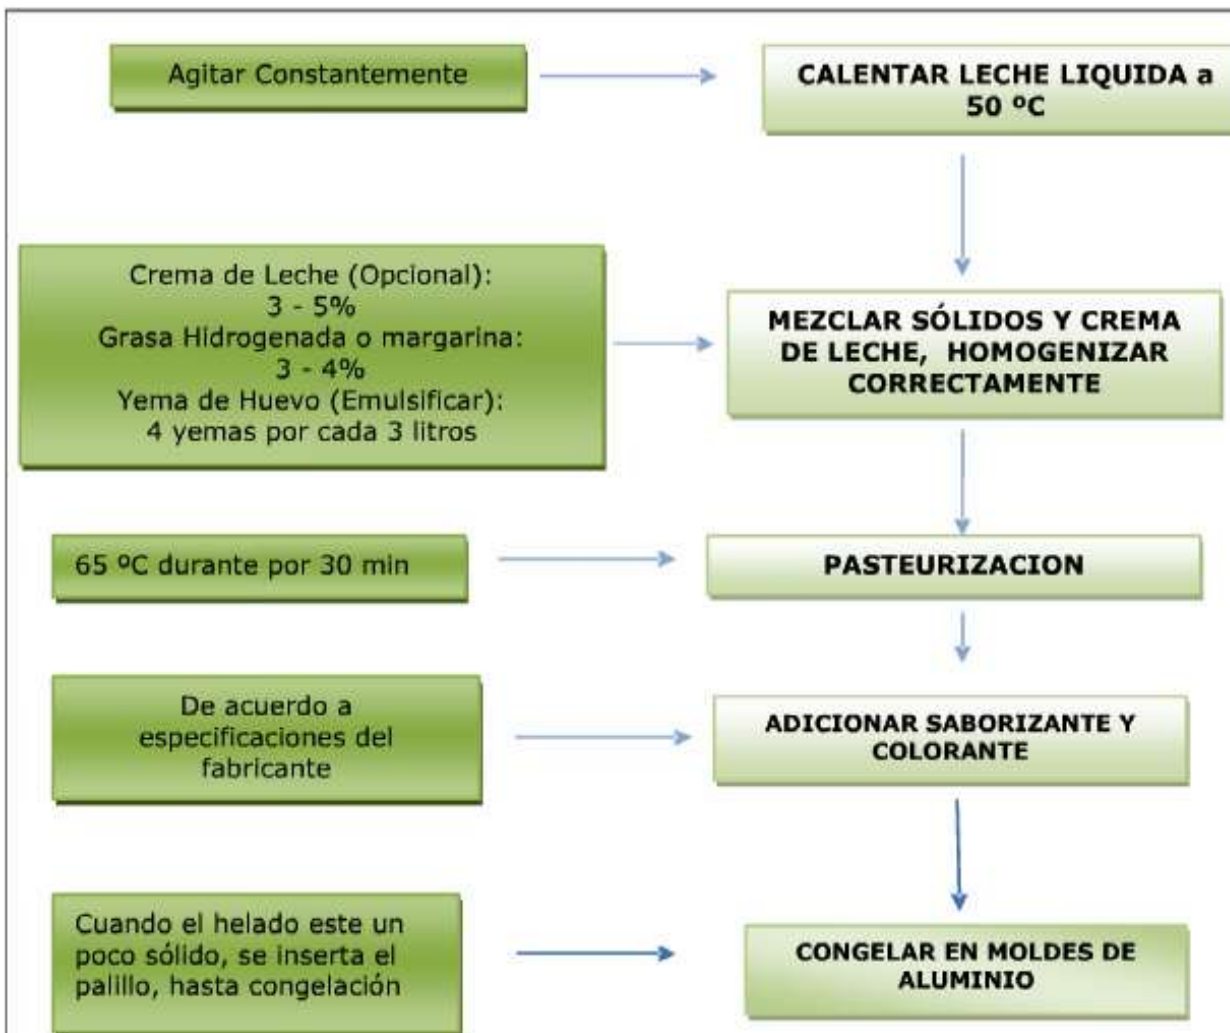 Agitar Constantemente
CALENTAR LECHE LIQUIDA a
50 ºC
Crema de Leche (Opcional):
3 - 5%
Grasa Hidrogenada o margarina:
3 - 4%
Yema de Huevo (Emulsificar):
4 yemas por cada 3 litros
MEZCLAR SÓLIDOS Y CREMA
DE LECHE, HOMOGENIZAR
CORRECTAMENTE
65 ºC durante por 30 min
PASTEURIZACION
De acuerdo a
especificaciones del
fabricante
ADICIONAR SABORIZANTE Y
COLORANTE
Cuando el helado este un
poco sólido, se inserta el
palillo, hasta congelación
CONGELAR EN MOLDES DE
ALUMINIO